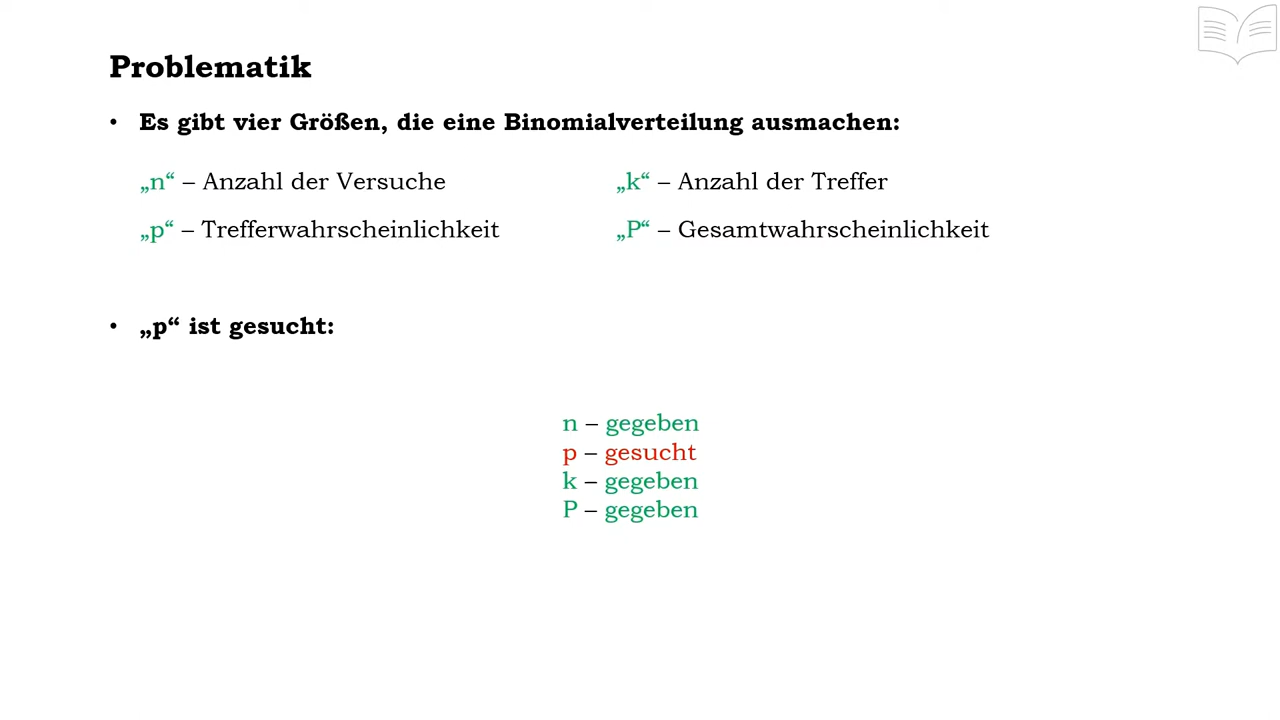 Problematik
• Es gibt vier Größen, die eine Binomialverteilung ausmachen:
„n“ – Anzahl der Versuche „k“ – Anzahl der Treffer
„p“ – Trefferwahrscheinlichkeit „P“ – Gesamtwahrscheinlichkeit
• „p“ ist gesucht:
n – gegeben
p – gesucht
k – gegeben
P – gegeben